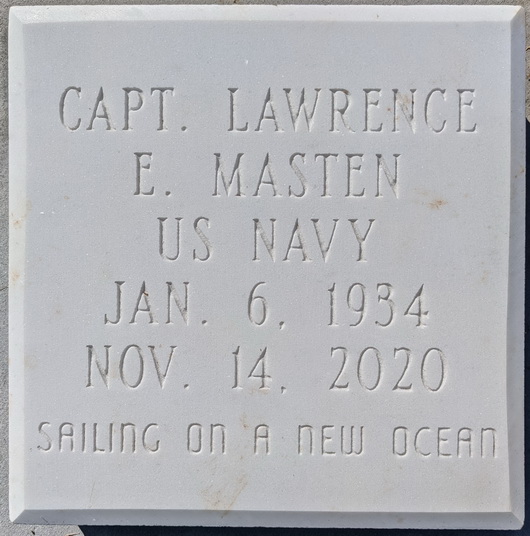 CAPT. LAWRENCE
E. MASTEN
US NAVY
JAN. 6, 1934
NOV. 14, 2020
SAILING ON A NEW OCEAN